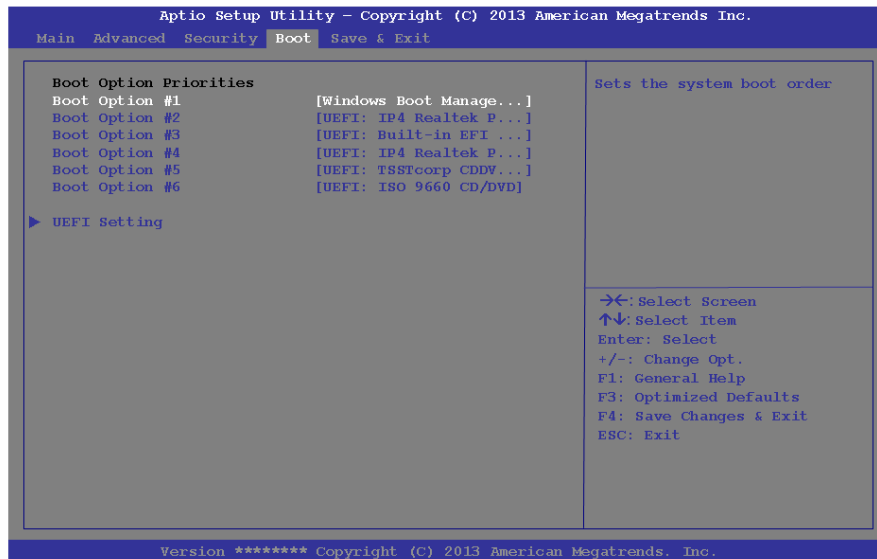 Aptio Setup Utility – Copyright (C) 2013 American Megatrends Inc.
Main Advanced Security Boot Save & Exit
Boot Option Priorities
Boot Option #1 [Windows Boot Manage...]
Boot Option #2 [UEFI: IP4 Realtek P...]
Boot Option #3 [UEFI: Built-in EFI ...]
Boot Option #4 [UEFI: IP4 Realtek P...]
Boot Option #5 [UEFI: TSSTcorp CDDV...]
Boot Option #6 [UEFI: ISO 9660 CD/DVD]
▶ UEFI Setting
Sets the system boot order
→←: Select Screen
↑↓: Select Item
Enter: Select
+/-: Change Opt.
F1: General Help
F3: Optimized Defaults
F4: Save Changes & Exit
ESC: Exit
Version ******** Copyright (C) 2013 American Megatrends. Inc.